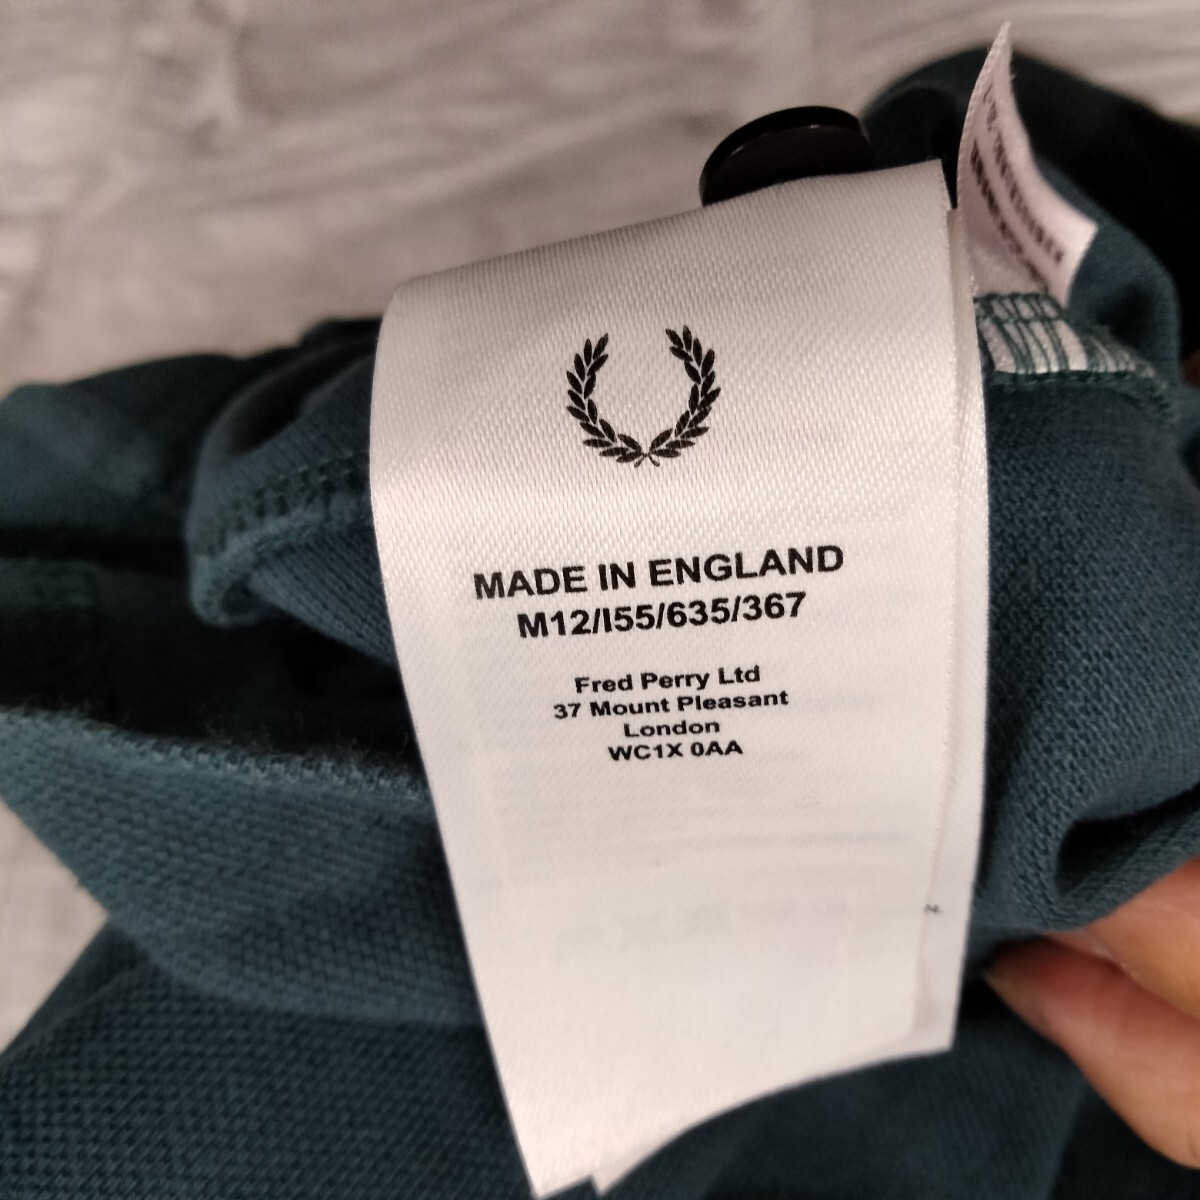 MADE IN ENGLAND
M12/I55/635/367
Fred Perry Ltd
37 Mount Pleasant
London
WC1X 0AA